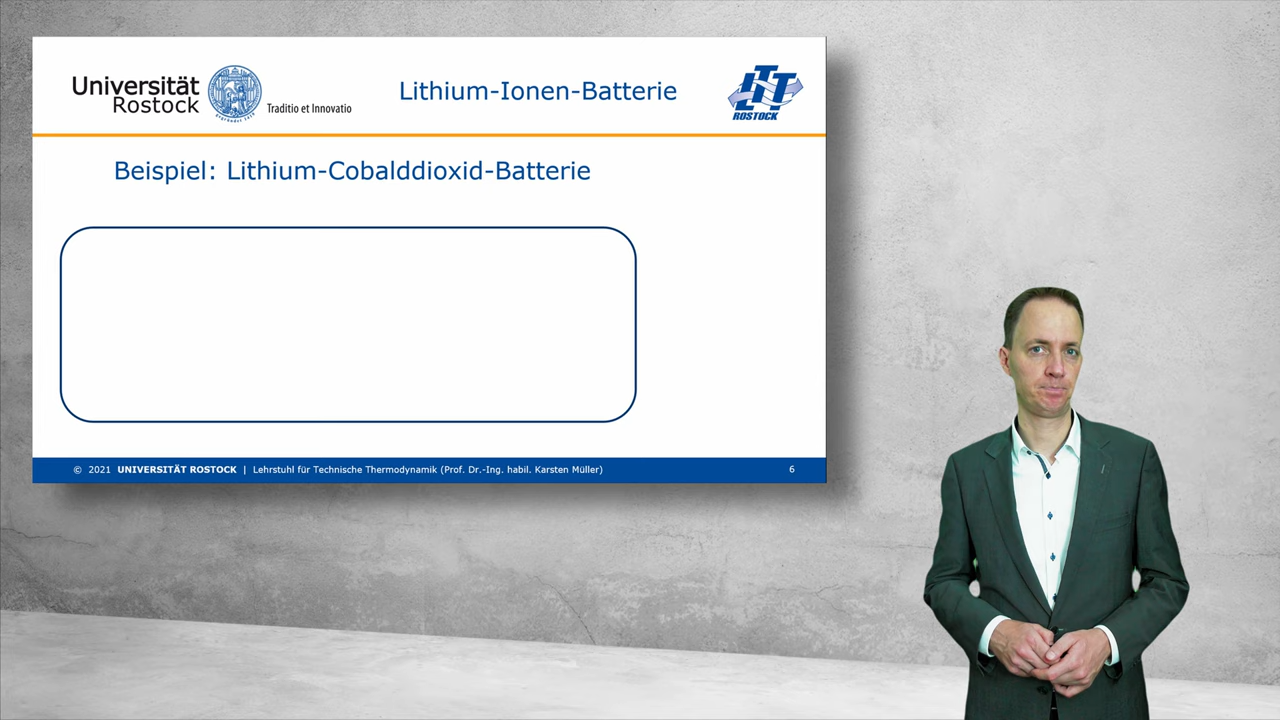 Universität
Rostock
Traditio et Innovatio
Lithium-Ionen-Batterie
LTT
ROSTOCK
Beispiel: Lithium-Cobalddioxid-Batterie
© 2021 UNIVERSITÄT ROSTOCK | Lehrstuhl für Technische Thermodynamik (Prof. Dr.-Ing. habil. Karsten Müller)
6